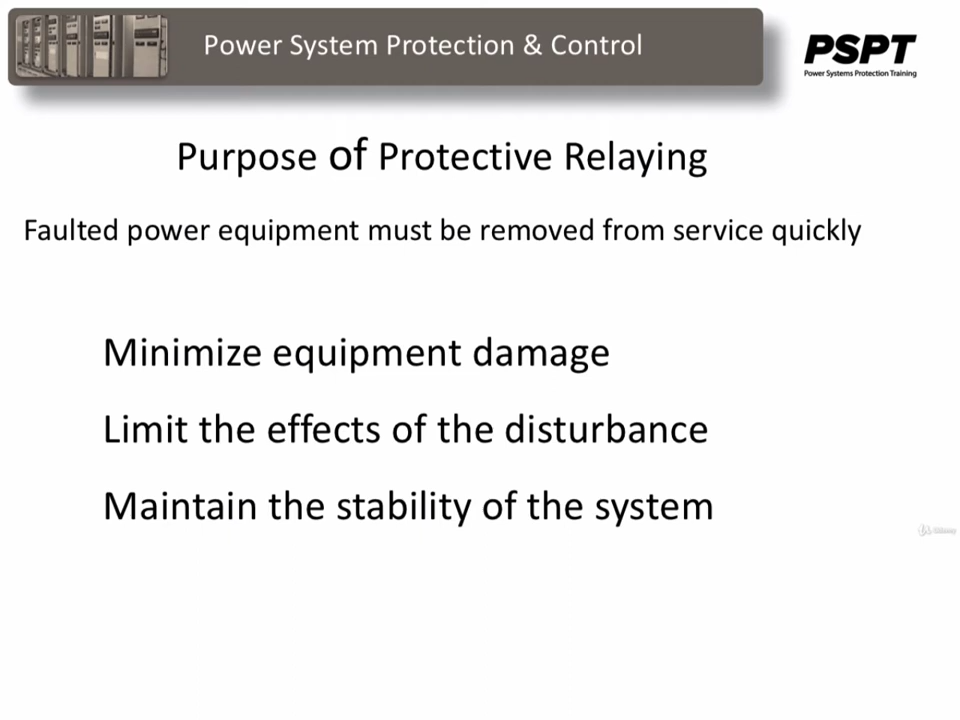 Power System Protection & Control
PSPT
Power Systems Protection Training
Purpose of Protective Relaying
Faulted power equipment must be removed from service quickly
Minimize equipment damage
Limit the effects of the disturbance
Maintain the stability of the system